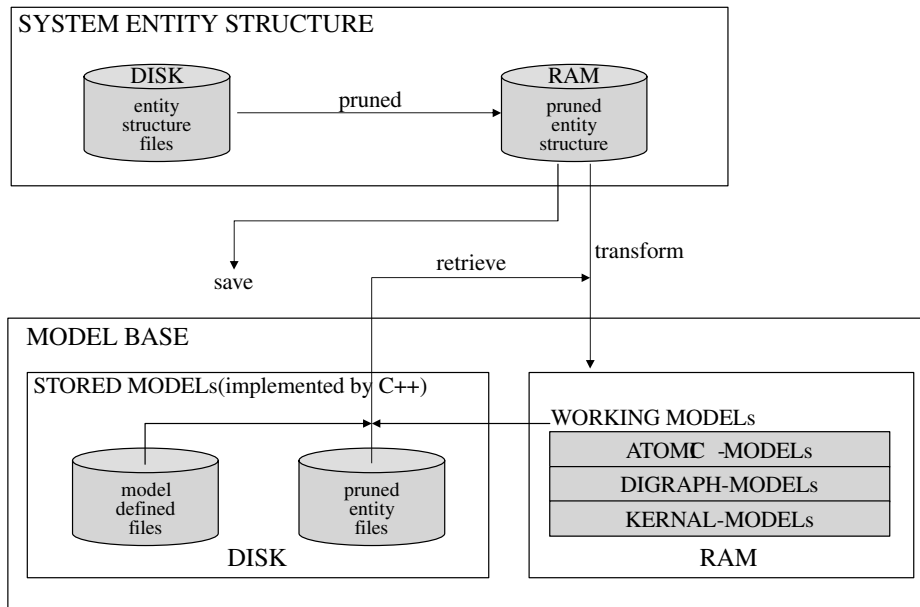 SYSTEM ENTITY STRUCTURE
DISK
entity
structure
files
pruned
RAM
pruned
entity
structure
save
retrieve
transform
MODEL BASE
STORED MODELs(implemented by C++)
model
defined
files
pruned
entity
files
DISK
WORKING MODELs
ATOMIC -MODELs
DIGRAPH-MODELs
KERNAL-MODELs
RAM